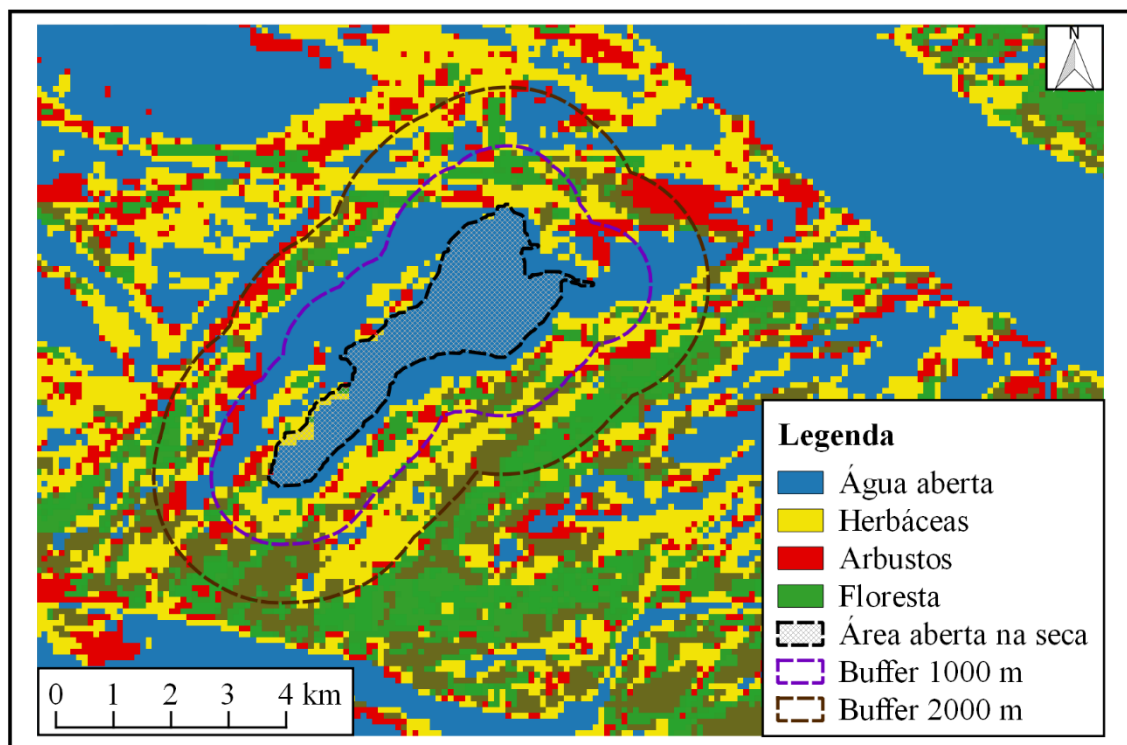 N
Legenda
Água aberta
Herbáceas
Arbustos
Floresta
Área aberta na seca
Buffer 1000 m
Buffer 2000 m
0 1 2 3 4 km